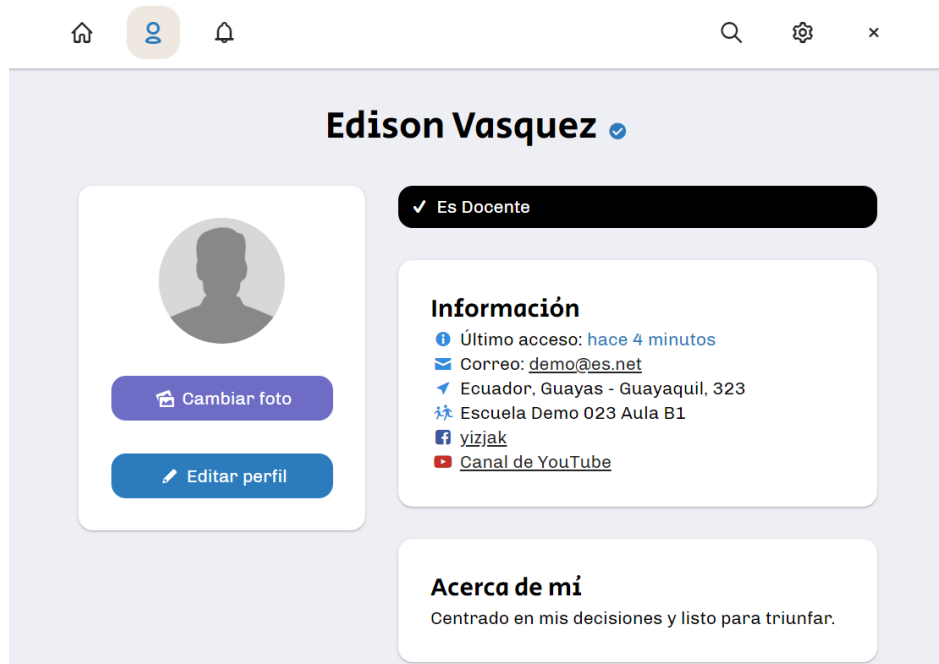 Edison Vasquez
Cambiar foto
Editar perfil
Es Docente
Información
Último acceso: hace 4 minutos
Correo: demo@es.net
Ecuador, Guayas - Guayaquil, 323
Escuela Demo 023 Aula B1
yizjak
Canal de YouTube
Acerca de mí
Centrado en mis decisiones y listo para triunfar.